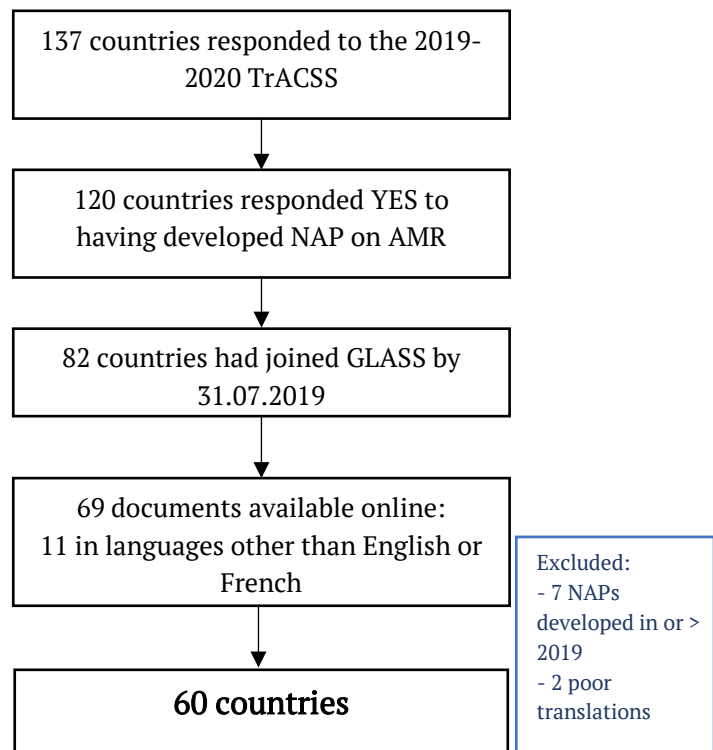 137 countries responded to the 2019-
2020 TrACSS
120 countries responded YES to
having developed NAP on AMR
82 countries had joined GLASS by
31.07.2019
69 documents available online:
11 in languages other than English or
French
Excluded:
- 7 NAPs
developed in or >
2019
- 2 poor
translations
60 countries